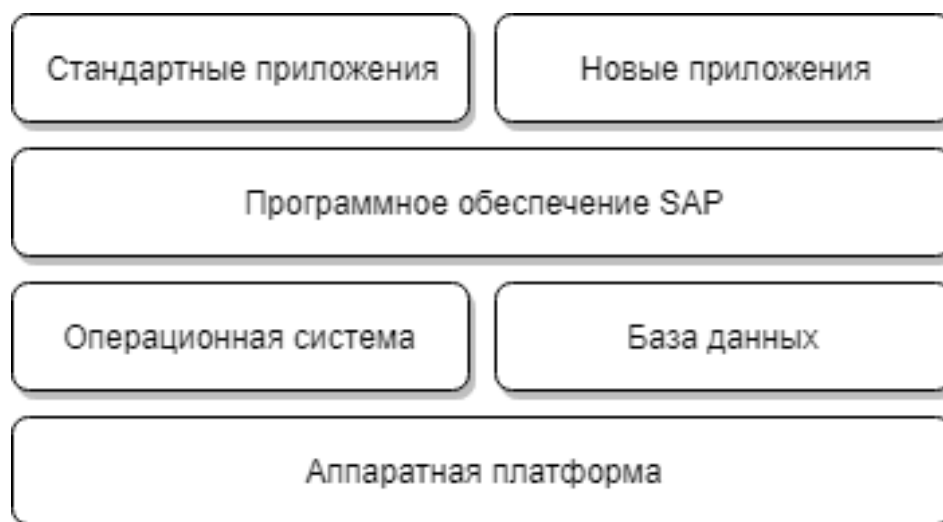 Стандартные приложения
Новые приложения
Программное обеспечение SAP
Операционная система
База данных
Аппаратная платформа